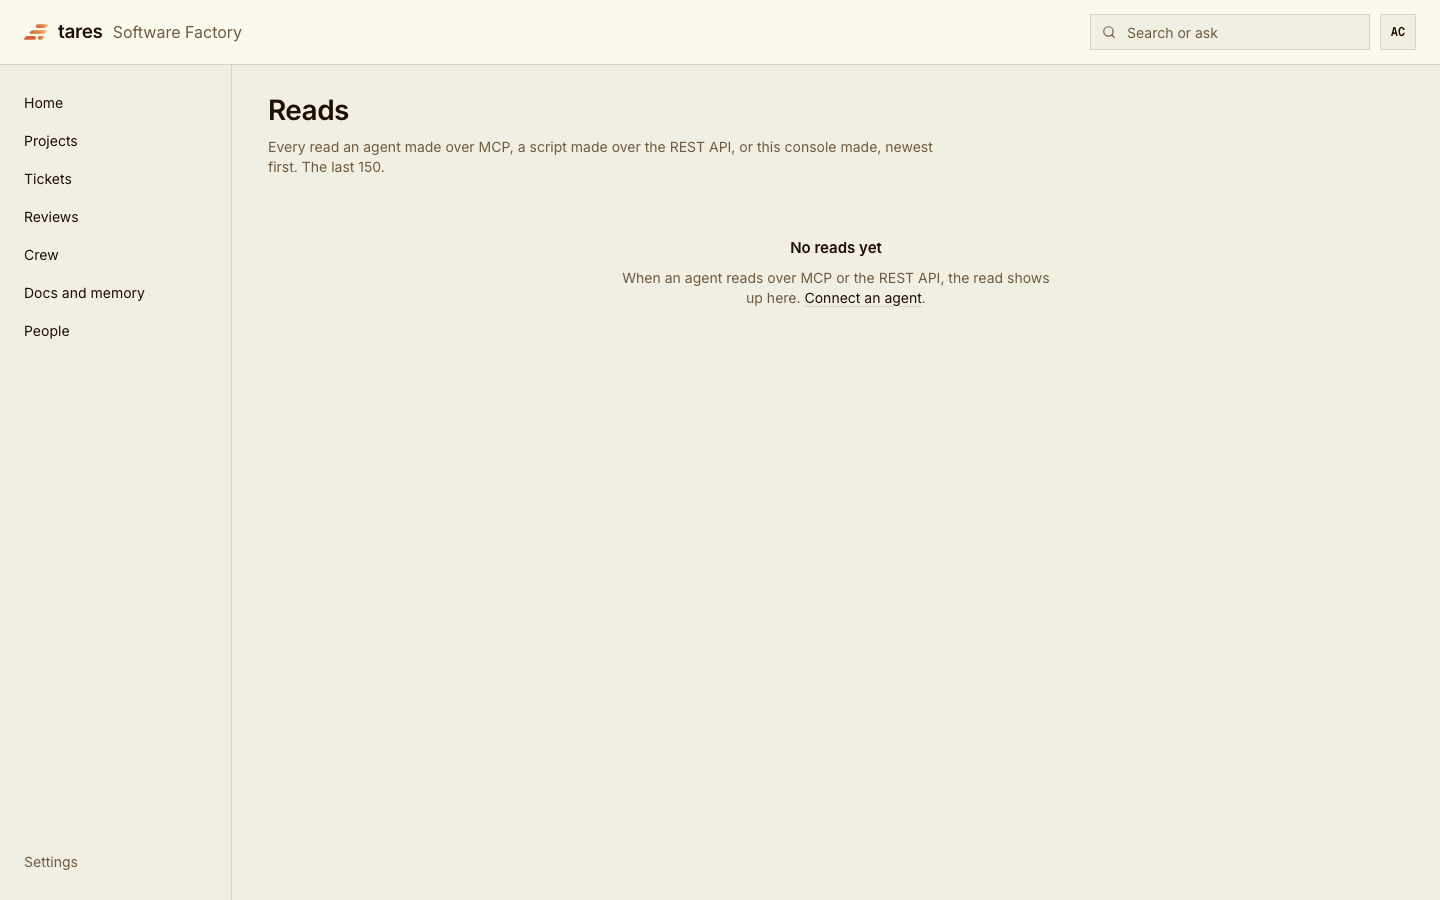 tares Software Factory
Search or ask
AC
Home
Projects
Tickets
Reviews
Crew
Docs and memory
People
Settings
Reads
Every read an agent made over MCP, a script made over the REST API, or this console made, newest
first. The last 150.
No reads yet
When an agent reads over MCP or the REST API, the read shows
up here. Connect an agent.